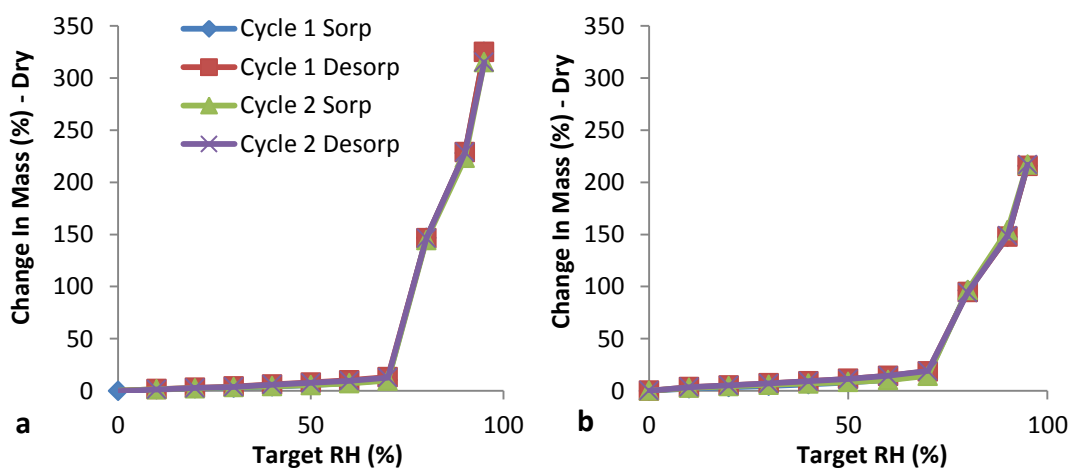 Change In Mass (%) - Dry
350
300
250
200
150
100
50
0
Cycle 1 Sorp
Cycle 1 Desorp
Cycle 2 Sorp
Cycle 2 Desorp
0
50
100
Target RH (%)
a
Change In Mass (%) - Dry
350
300
250
200
150
100
50
0
0
50
100
Target RH (%)
b